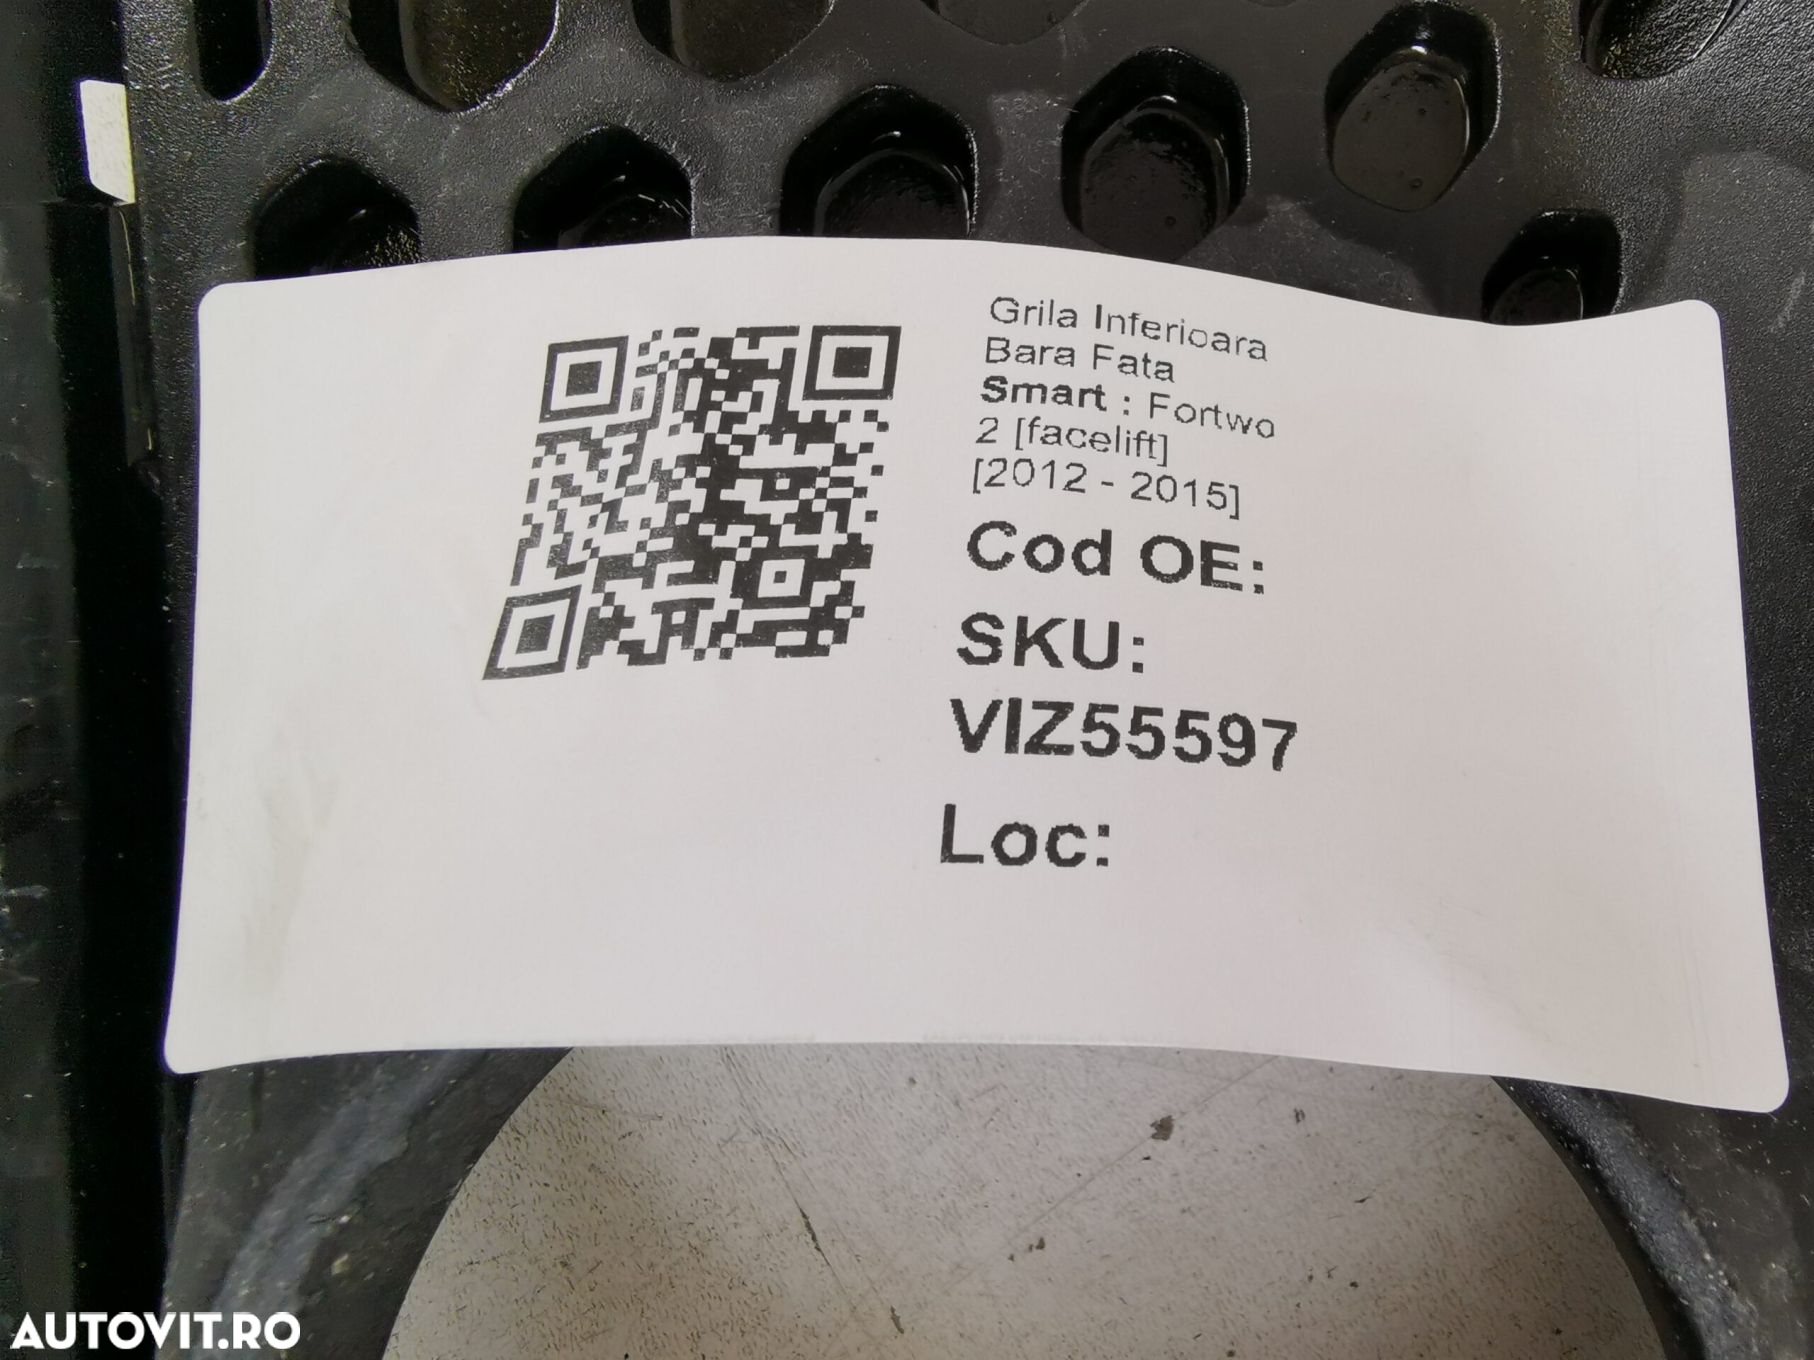 Grila Inferioara
Bara Fata
Smart : Fortwo
2 [facelift]
[2012 - 2015]
Cod OE:
SKU:
VIZ55597
Loc:
AUTOVIT.RO